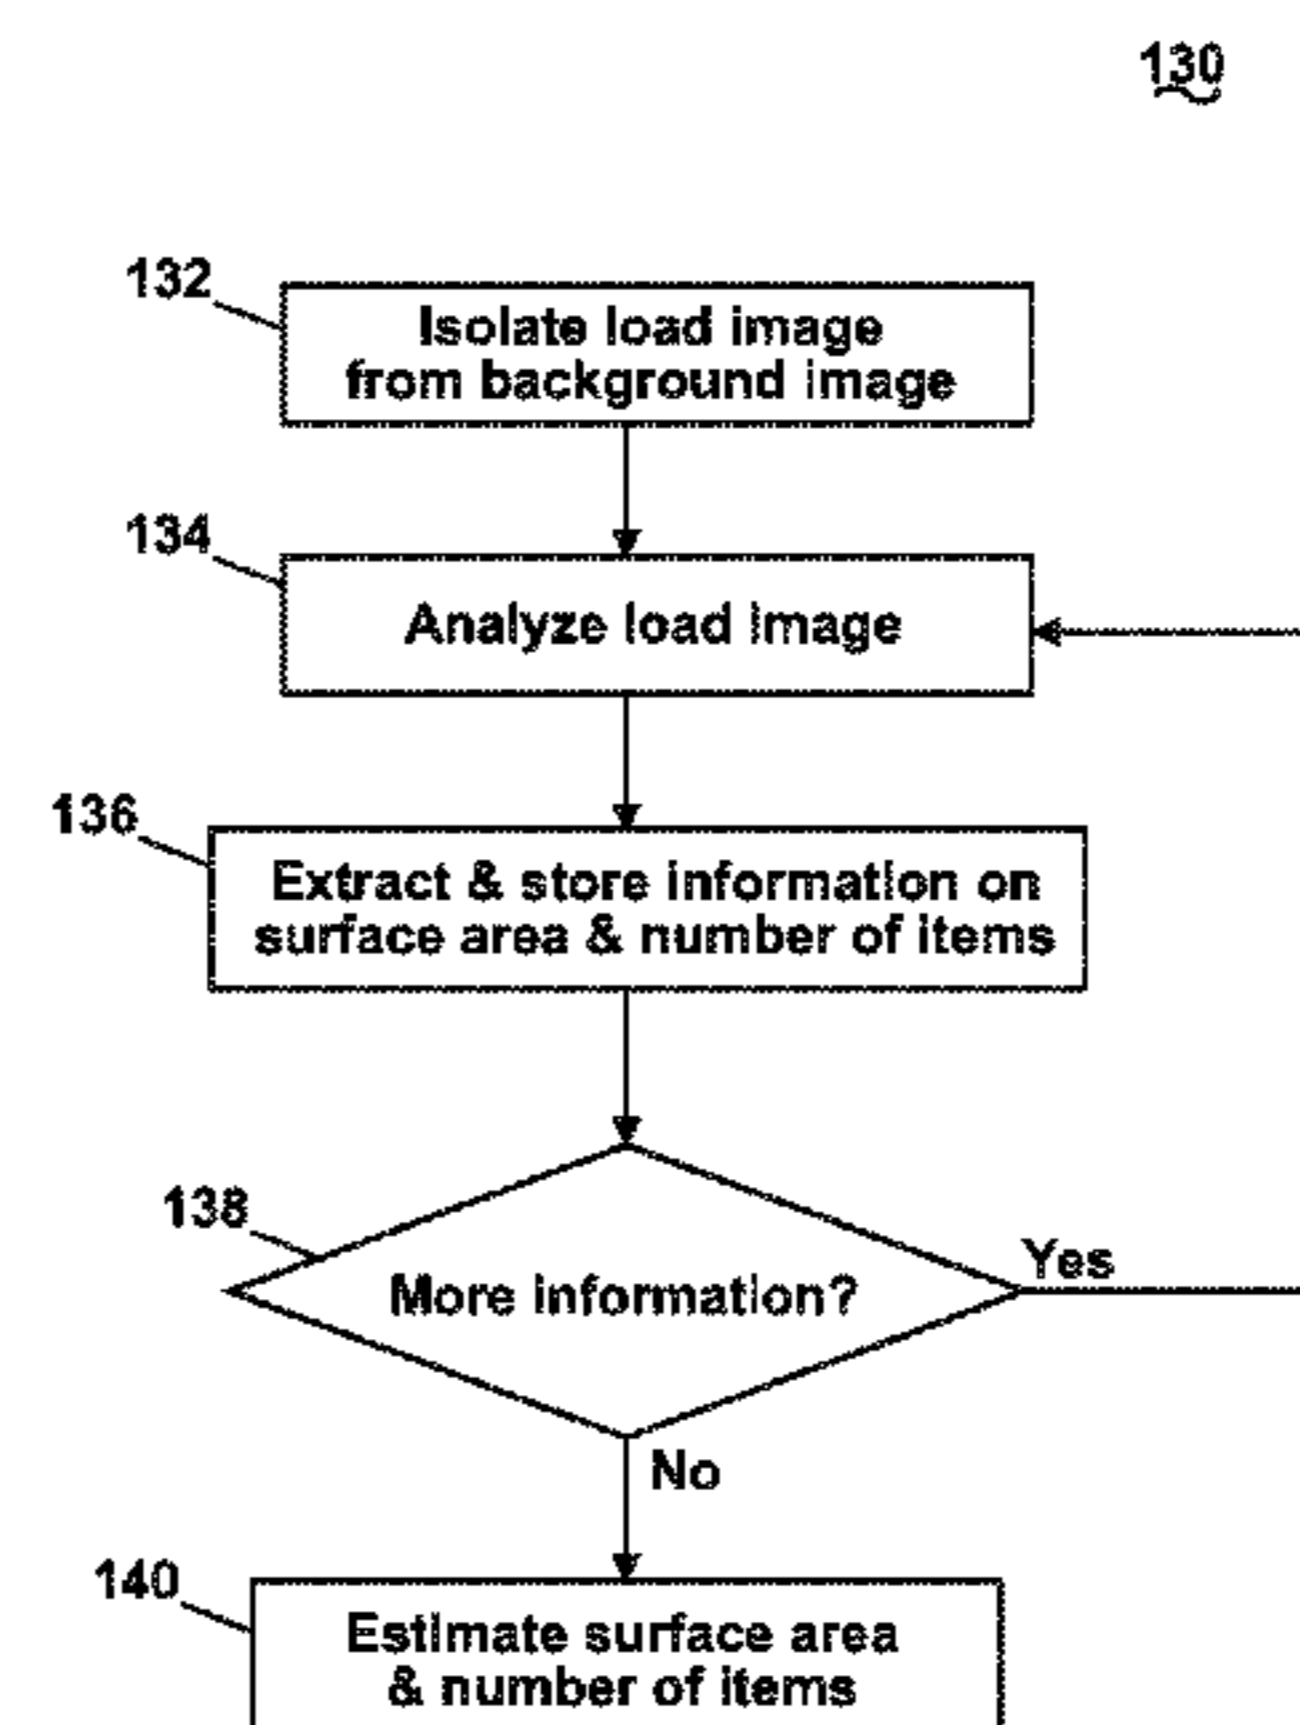 130
132
Isolate load image
from background image
134
Analyze load image
136
Extract & store information on
surface area & number of items
138
More information?
Yes
No
140
Estimate surface area
& number of items